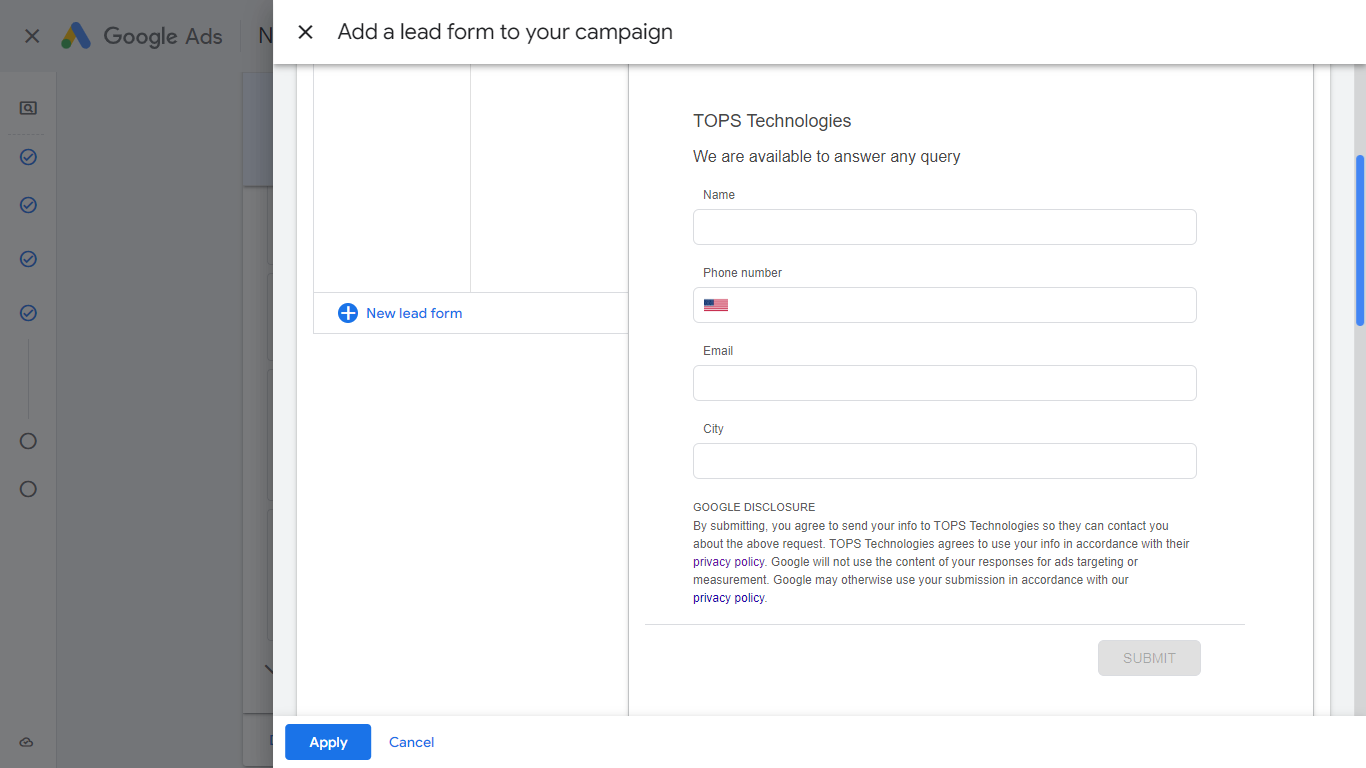 Google Ads
N
Add a lead form to your campaign
TOPS Technologies
We are available to answer any query
Name
Phone number
New lead form
Email
City
GOOGLE DISCLOSURE
By submitting, you agree to send your info to TOPS Technologies so they can contact you
about the above request. TOPS Technologies agrees to use your info in accordance with their
privacy policy. Google will not use the content of your responses for ads targeting or
measurement. Google may otherwise use your submission in accordance with our
privacy policy.
SUBMIT
Apply
Cancel